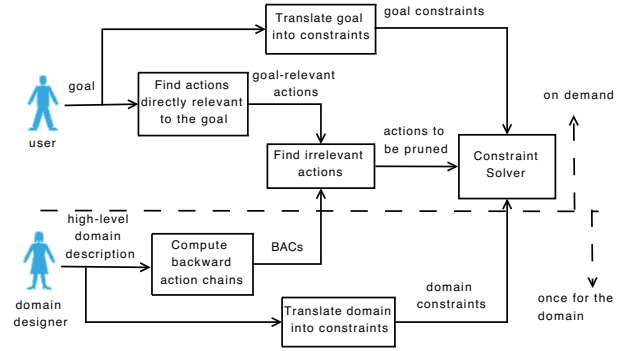 Translate goal
into constraints
goal constraints
goal
Find actions
directly relevant
to the goal
goal-relevant
actions
user
on demand
actions to
be pruned
Find irrelevant
actions
Constraint
Solver
high-level
domain
description
Compute
backward
action chains
BACs
domain
designer
domain
constraints
Translate domain
into constraints
once for the
domain